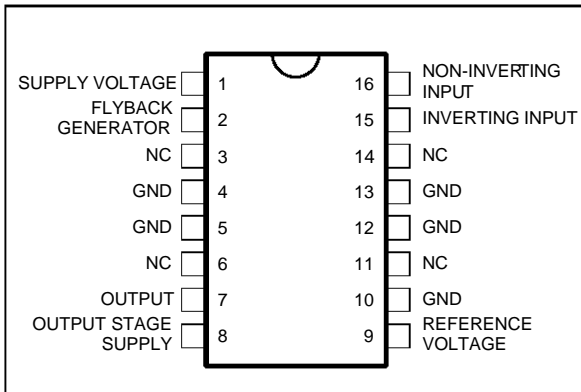 SUPPLY VOLTAGE 1 16 NON-INVERTING
INPUT
FLYBACK
GENERATOR 2 15 INVERTING INPUT
NC 3 14 NC
GND 4 13 GND
GND 5 12 GND
NC 6 11 NC
OUTPUT 7 10 GND
OUTPUT STAGE
SUPPLY 8 9 REFERENCE
VOLTAGE